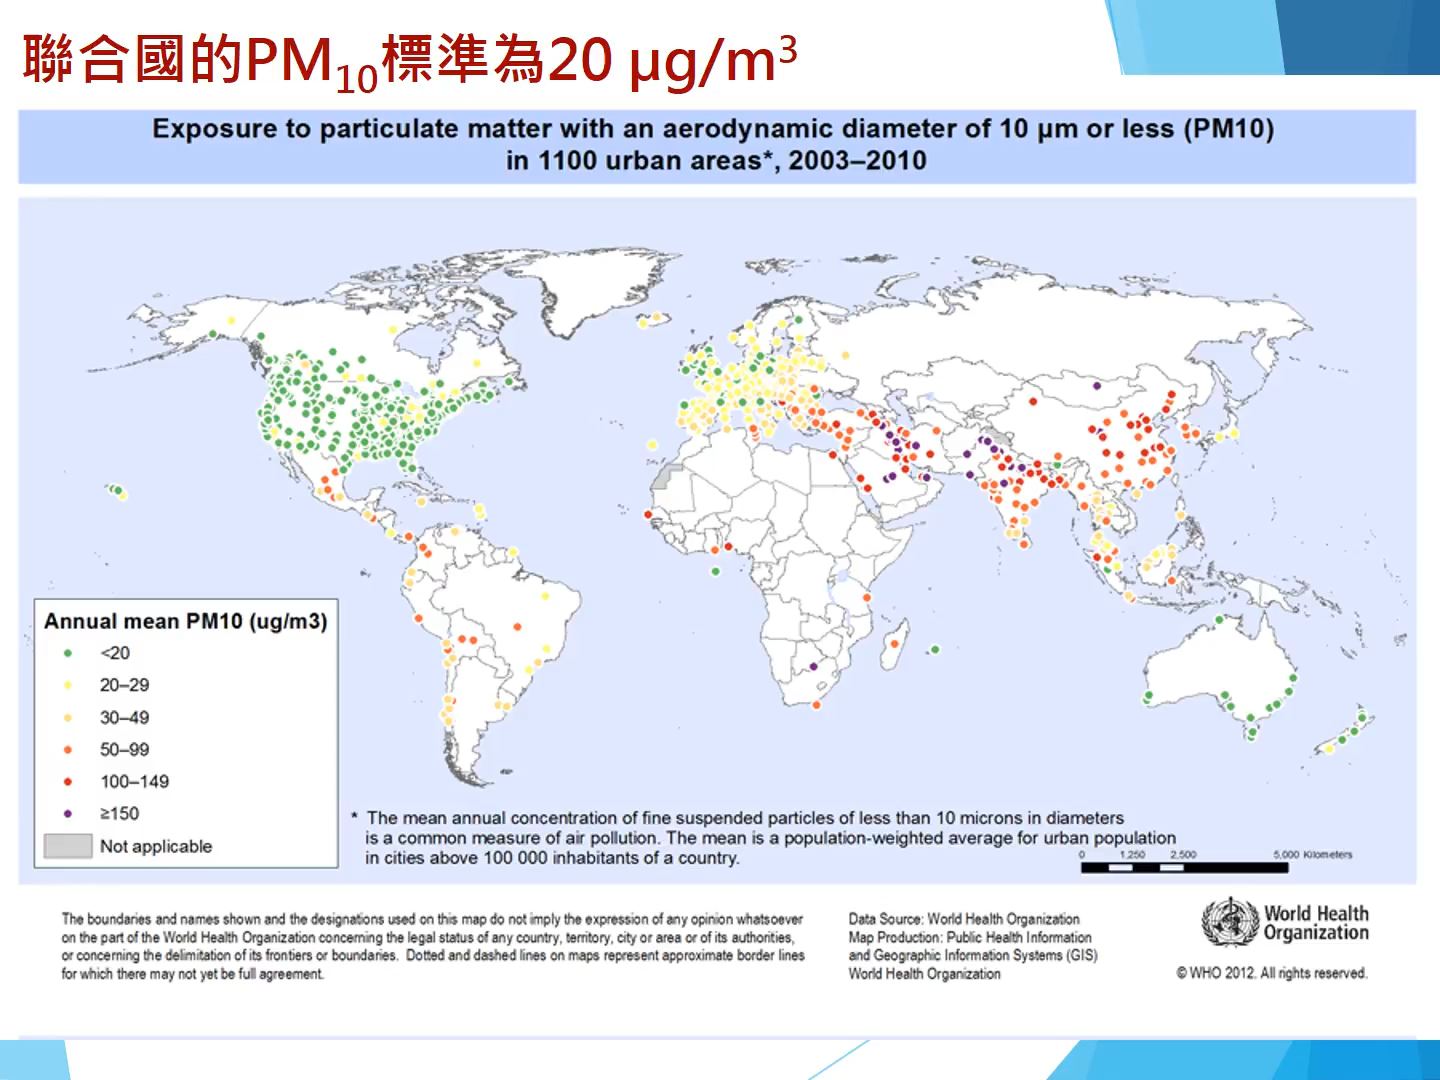 聯合國的PM10標準為20 μg/m3
Exposure to particulate matter with an aerodynamic diameter of 10 μm or less (PM10)
in 1100 urban areas*, 2003–2010
Annual mean PM10 (ug/m3)
<20
20–29
30–49
50–99
100–149
≥150
Not applicable
* The mean annual concentration of fine suspended particles of less than 10 microns in diameters
is a common measure of air pollution. The mean is a population-weighted average for urban population
in cities above 100 000 inhabitants of a country.
0 1,250 2,500 5,000 Kilometers
The boundaries and names shown and the designations used on this map do not imply the expression of any opinion whatsoever
on the part of the World Health Organization concerning the legal status of any country, territory, city or area or of its authorities,
or concerning the delimitation of its frontiers or boundaries. Dotted and dashed lines on maps represent approximate border lines
for which there may not yet be full agreement.
Data Source: World Health Organization
Map Production: Public Health Information
and Geographic Information Systems (GIS)
World Health Organization
World Health
Organization
© WHO 2012. All rights reserved.